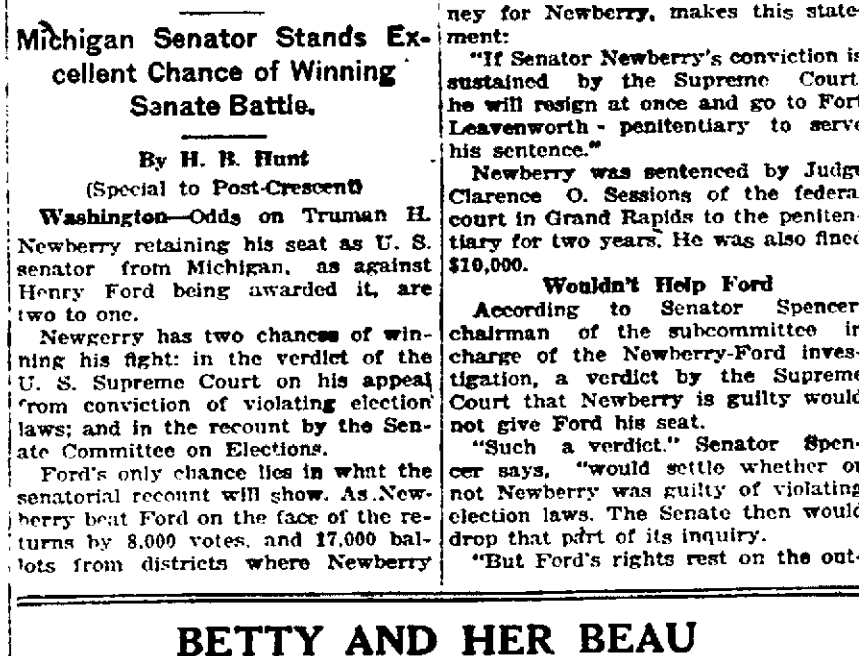 Michigan Senator Stands Ex-
cellent Chance of Winning
Senate Battle.
By H. B. Hunt
(Special to Post-Crescent)
Washington—Odds on Truman H.
Newberry retaining his seat as U. S.
senator from Michigan, as against
Henry Ford being awarded it, are
two to one.
Newgerry has two chances of win-
ning his fight: in the verdict of the
U. S. Supreme Court on his appeal
from conviction of violating election
laws; and in the recount by the Sen-
ate Committee on Elections.
Ford's only chance lies in what the
senatorial recount will show. As New-
berry beat Ford on the face of the re-
turns by 8,000 votes, and 17,000 bal-
lots from districts where Newberry
ney for Newberry, makes this state-
ment:
"If Senator Newberry's conviction is
sustained by the Supreme Court
he will resign at once and go to Fort
Leavenworth - penitentiary to serve
his sentence."
Newberry was sentenced by Judge
Clarence O. Sessions of the federa
court in Grand Rapids to the peniten-
tiary for two years. He was also fined
$10,000.
Wouldn't Help Ford
According to Senator Spencer
chairman of the subcommittee in
charge of the Newberry-Ford inves-
tigation, a verdict by the Supreme
Court that Newberry is guilty would
not give Ford his seat.
"Such a verdict." Senator Spen-
cer says, "would settle whether or
not Newberry was guilty of violating
election laws. The Senate then would
drop that part of its inquiry.
"But Ford's rights rest on the out-
BETTY AND HER BEAU